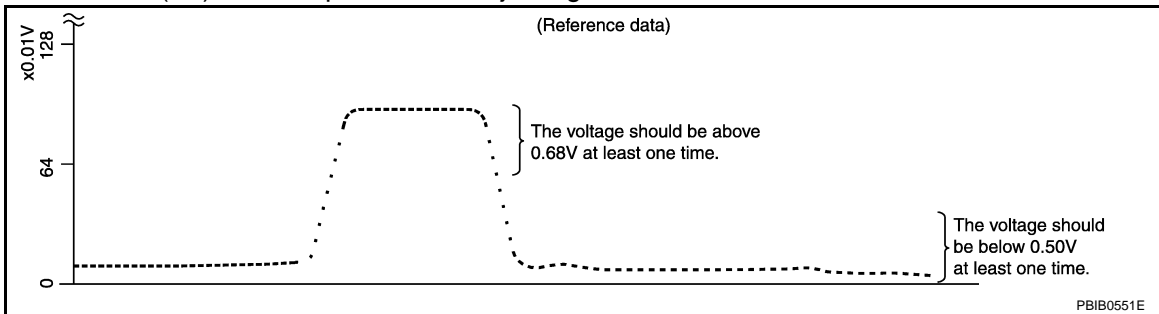 (Reference data)
x0.01V
128
64
0
The voltage should be above
0.68V at least one time.
The voltage should
be below 0.50V
at least one time.
PBIB0551E